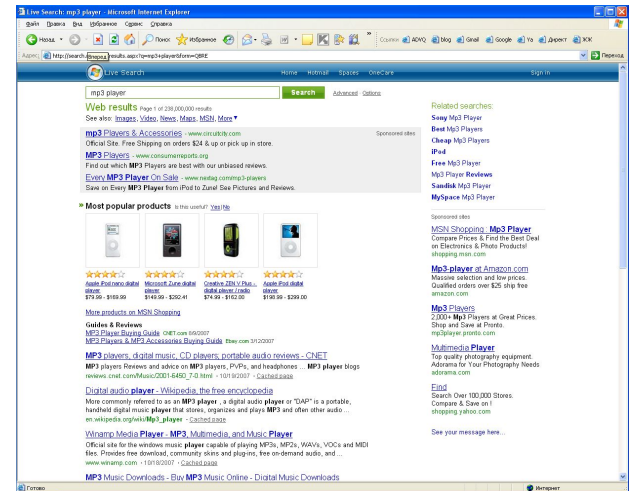 Live Search: mp3 player - Microsoft Internet Explorer
Файл Правка Вид Избранное Сервис Справка
Назад Поиск Избранное Ссылки ADVQ blog Gmail Google Ya Директ ЖЖ
Адрес: http://search. results.aspx?q=mp3+player&form=QBRE Переход
Вперед
Live Search Home Hotmail Spaces OneCare Sign in
mp3 player Search Advanced Options
Web results Page 1 of 238,000,000 results
See also: Images, Video, News, Maps, MSN, More ▼
mp3 Players & Accessories - www.circuitcity.com Sponsored sites
Official Site. Free Shipping on orders $24 & up or pick up in store.
MP3 Players - www.consumerreports.org
Find out which MP3 Players are best with our unbiased reviews.
Every MP3 Player On Sale - www.nextag.com/mp3-players
Save on Every MP3 Player from iPod to Zune! See Pictures and Reviews.
» Most popular products Is this useful? Yes|No
Apple iPod nano digital player
$79.99 - $169.99
Microsoft Zune digital player
$149.99 - $292.41
Creative ZEN V Plus - digital player / radio
$74.99 - $162.00
Apple iPod digital player
$198.99 - $299.00
More products on MSN Shopping
Guides & Reviews
MP3 Player Buying Guide CNET.com 8/9/2007
MP3 Players & MP3 Accessories Buying Guide Ebay.com 3/12/2007
MP3 players, digital music, CD players; portable audio reviews - CNET
MP3 players Reviews and advice on MP3 players, PVPs, and headphones ... MP3 player blogs
reviews.cnet.com/Music/2001-6450_7-0.html · 10/18/2007 · Cached page
Digital audio player - Wikipedia, the free encyclopedia
More commonly referred to as an MP3 player , a digital audio player or "DAP" is a portable,
handheld digital music player that stores, organizes and plays MP3 and often other audio ...
en.wikipedia.org/wiki/Mp3_player · Cached page
Winamp Media Player - MP3, Multimedia, and Music Player
Official site for the windows music player capable of playing MP3s, MP2s, WAVs, VOCs and MIDI
files. Provides free download, community skins and plug-ins, free on-demand audio, and ...
www.winamp.com · 10/18/2007 · Cached page
MP3 Music Downloads - Buy MP3 Music Online - Digital Music Downloads
Related searches:
Sony Mp3 Player
Best Mp3 Players
Cheap Mp3 Players
iPod
Free Mp3 Player
Mp3 Player Reviews
Sandisk Mp3 Player
MySpace Mp3 Player
Sponsored sites
MSN Shopping : Mp3 Player
Compare Prices & Find the Best Deal
on Electronics & Photo Products!
shopping.msn.com
Mp3-player at Amazon.com
Massive selection and low prices.
Qualified orders over $25 ship free
amazon.com
Mp3 Players
2,000+ Mp3 Players at Great Prices.
Shop and Save at Pronto.
mp3player.pronto.com
Multimedia Player
Top quality photography equipment.
Adorama for Your Photography Needs
adorama.com
Find
Search Over 100,000 Stores.
Compare & Save on !
shopping.yahoo.com
See your message here...
Готово Интернет